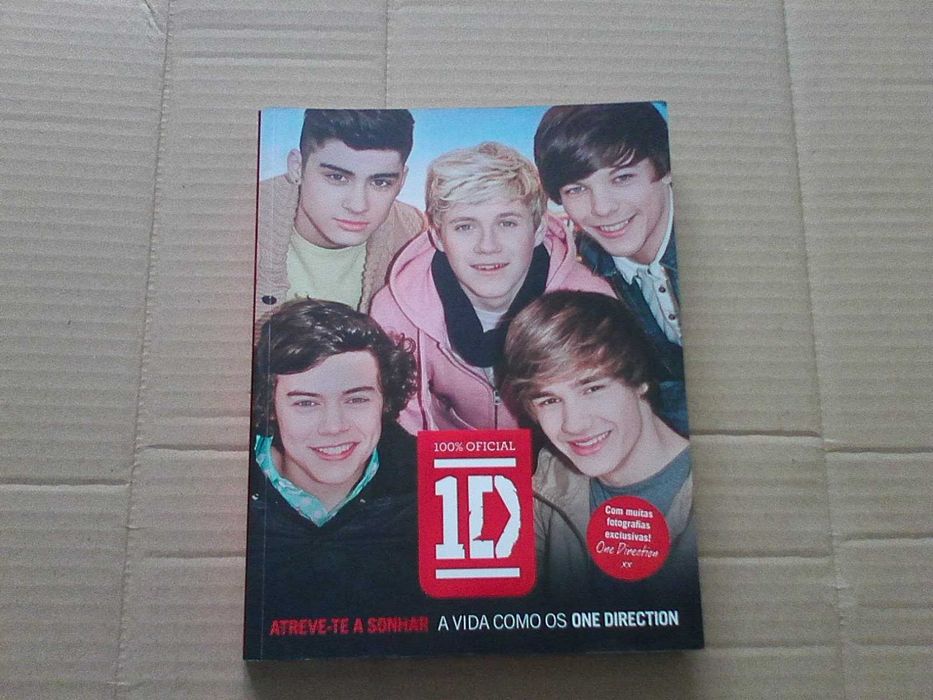 100% OFICIAL
1D
Com muitas
fotografias
exclusivas!
One Direction
xx
ATREVE-TE A SONHAR A VIDA COMO OS ONE DIRECTION